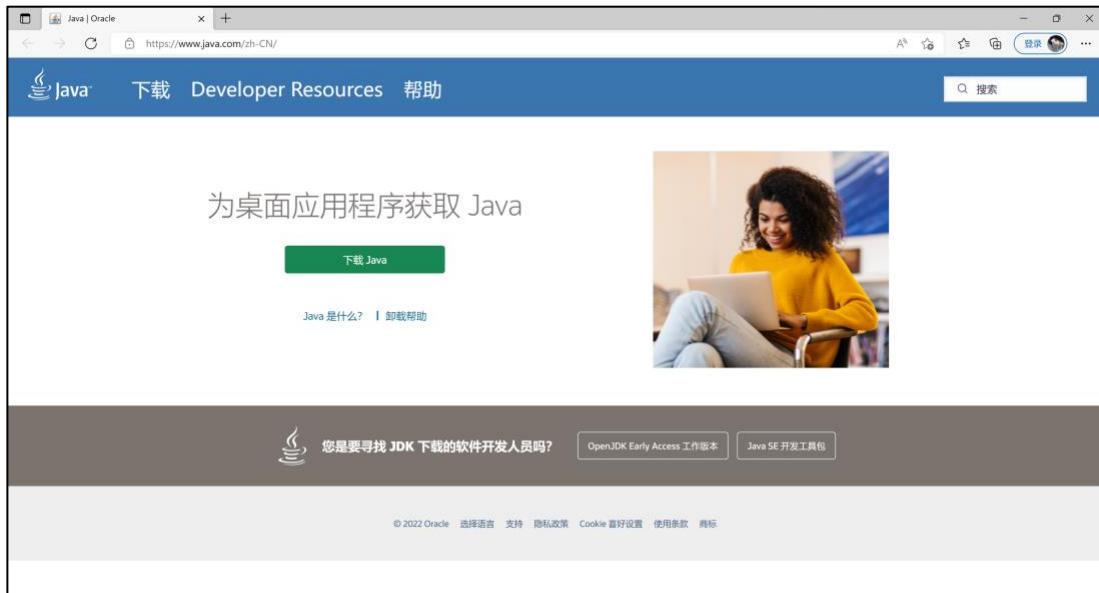 Java | Oracle
https://www.java.com/zh-CN/
登录
Java 下载 Developer Resources 帮助 搜索
为桌面应用程序获取 Java
下载 Java
Java 是什么? 卸载帮助
您是要寻找 JDK 下载的软件开发人员吗? OpenJDK Early Access 工作版本 Java SE 开发工具包
© 2022 Oracle 选择语言 支持 隐私政策 Cookie 喜好设置 使用条款 商标